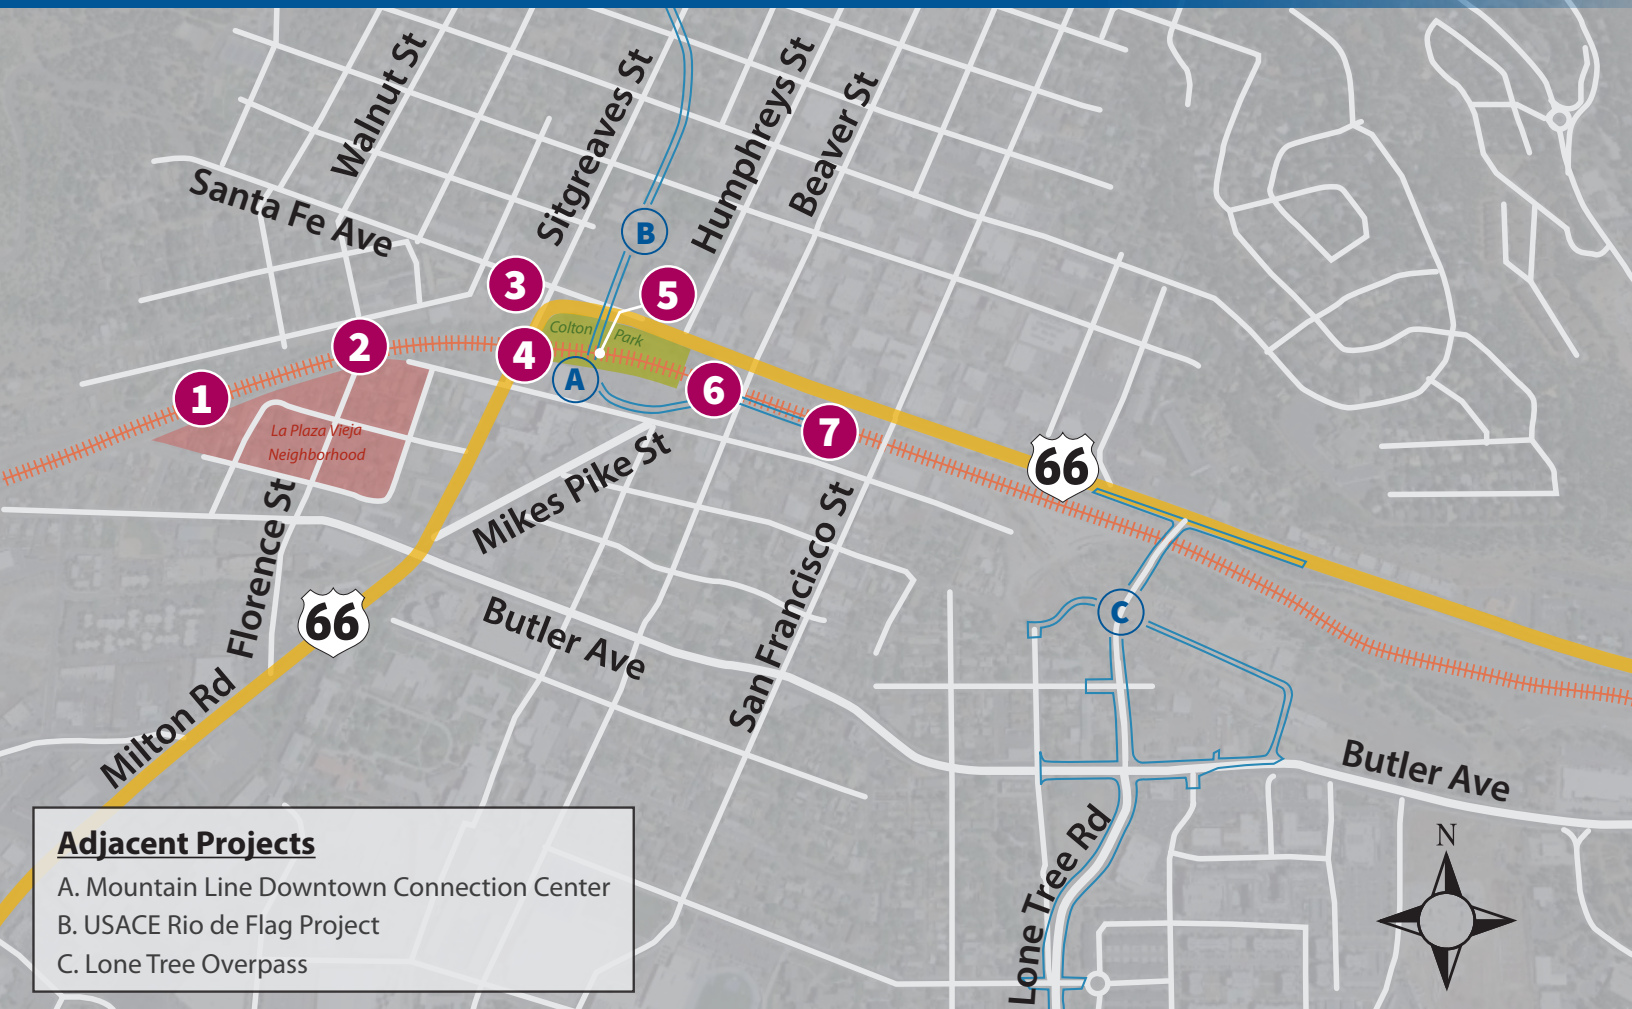 Walnut St
Sitgreaves St
Humphreys St
Beaver St
Santa Fe Ave
B
3
5
Colton
Park
2
4
A
1
6
7
La Plaza Vieja
Neighborhood
66
Mikes Pike St
Florence St
San Francisco St
66
Butler Ave
C
Milton Rd
Butler Ave
Lone Tree Rd
N
Adjacent Projects
A. Mountain Line Downtown Connection Center
B. USACE Rio de Flag Project
C. Lone Tree Overpass